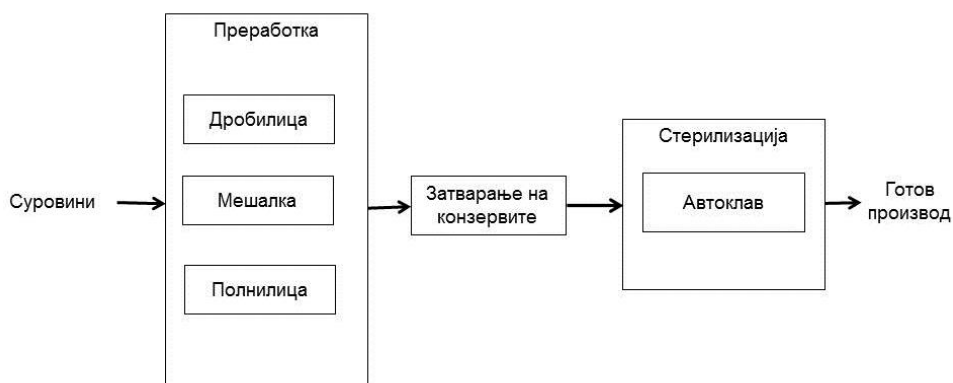 Преработка
Дробилица
Мешалка
Полнилица
Суровини
Затварање на
конзервите
Стерилизација
Автоклав
Готов
производ